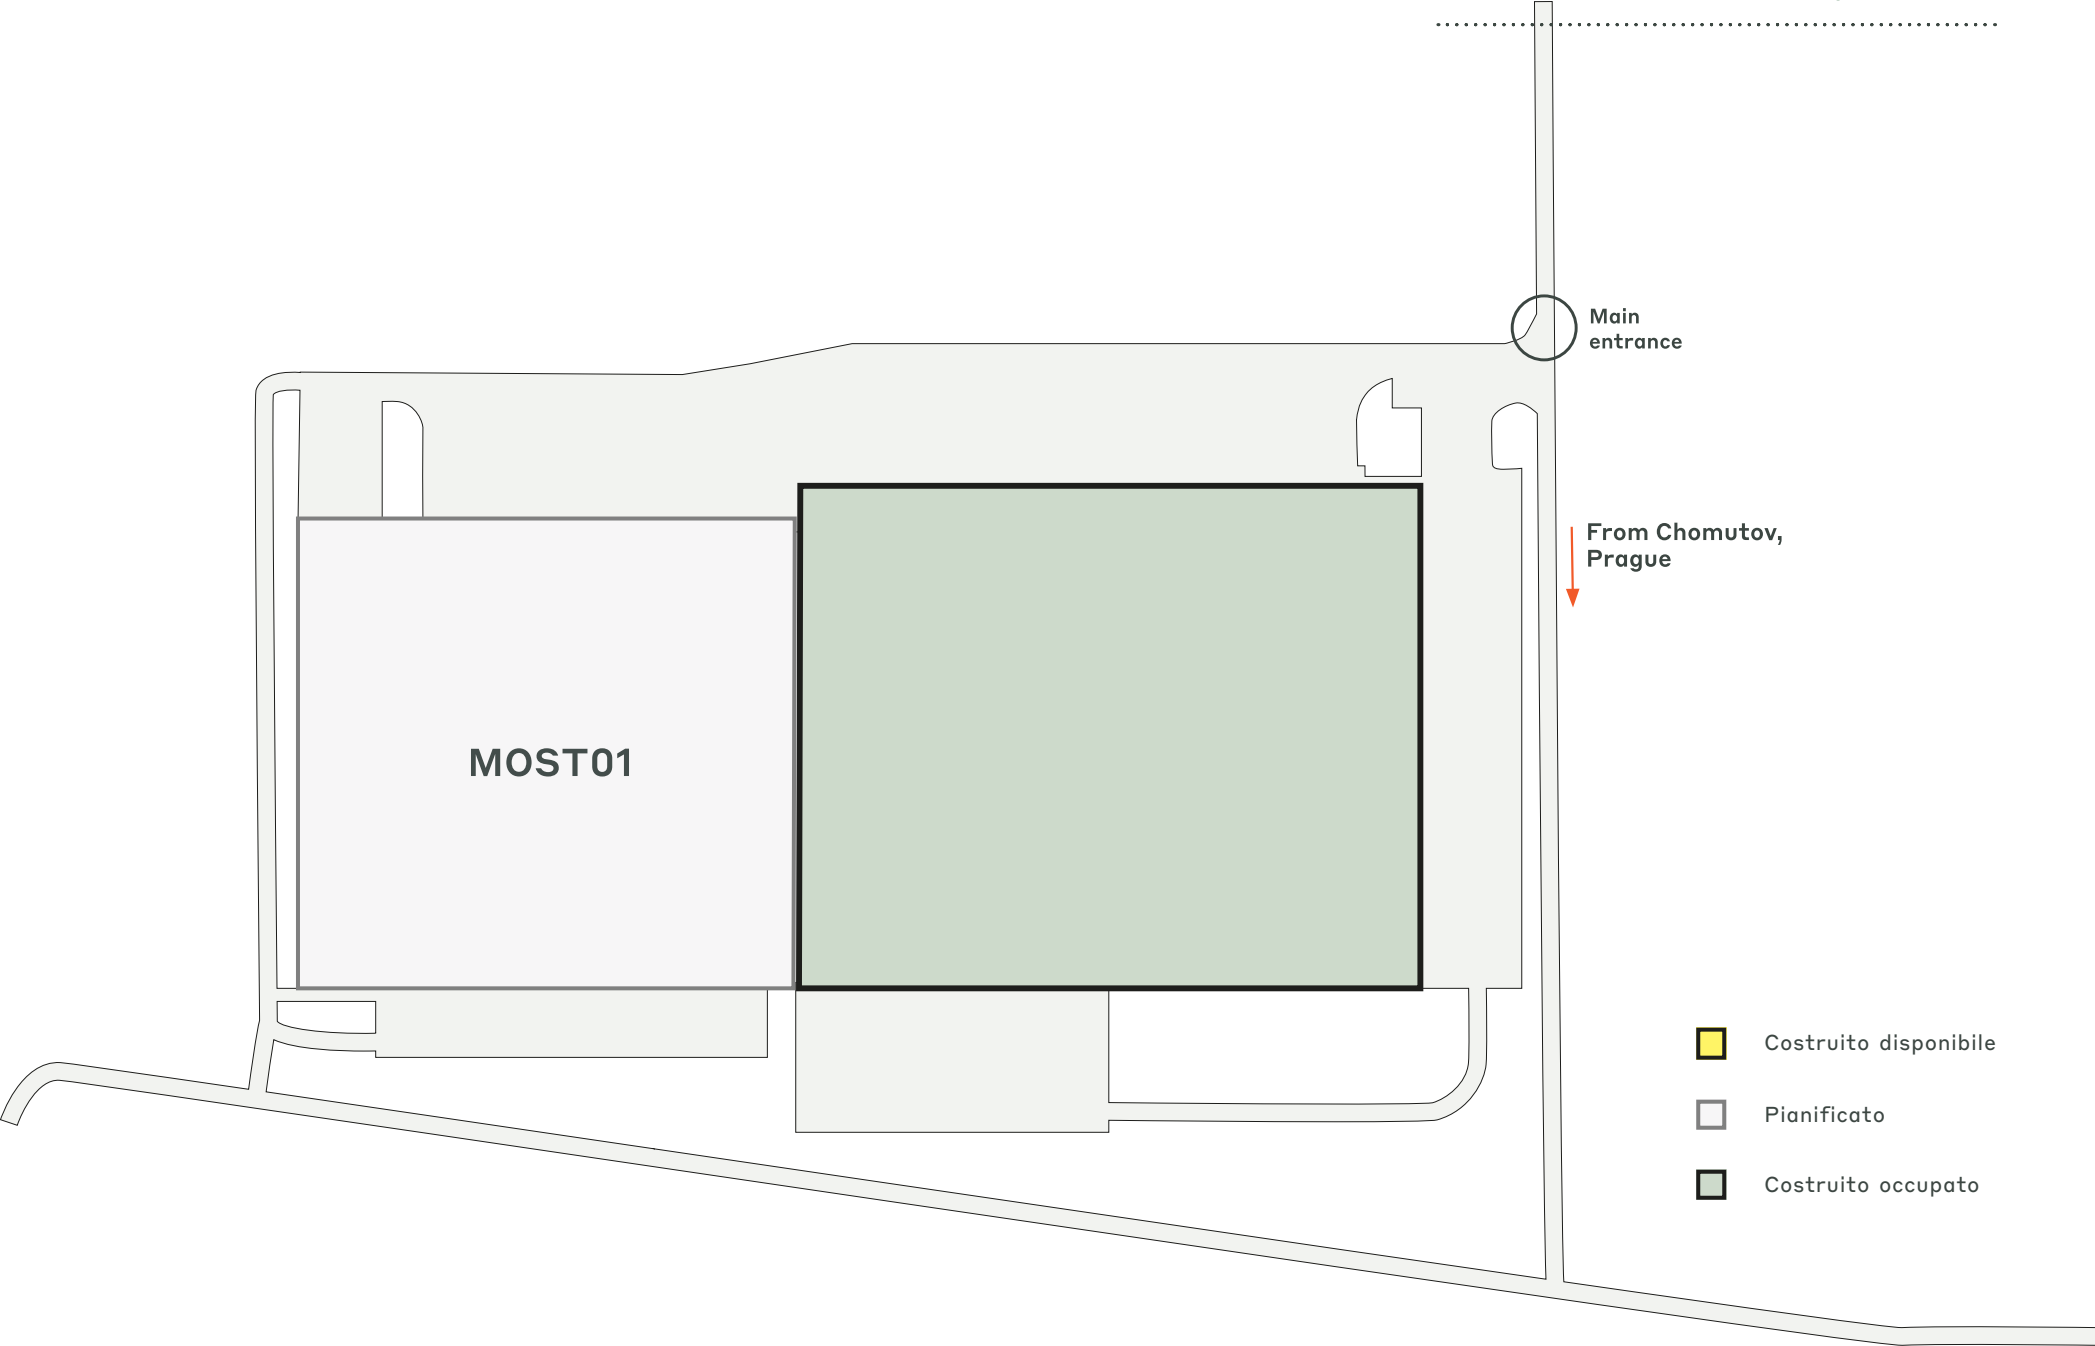 Main
entrance
From Chomutov,
Prague
MOST01
Costruito disponibile
Pianificato
Costruito occupato